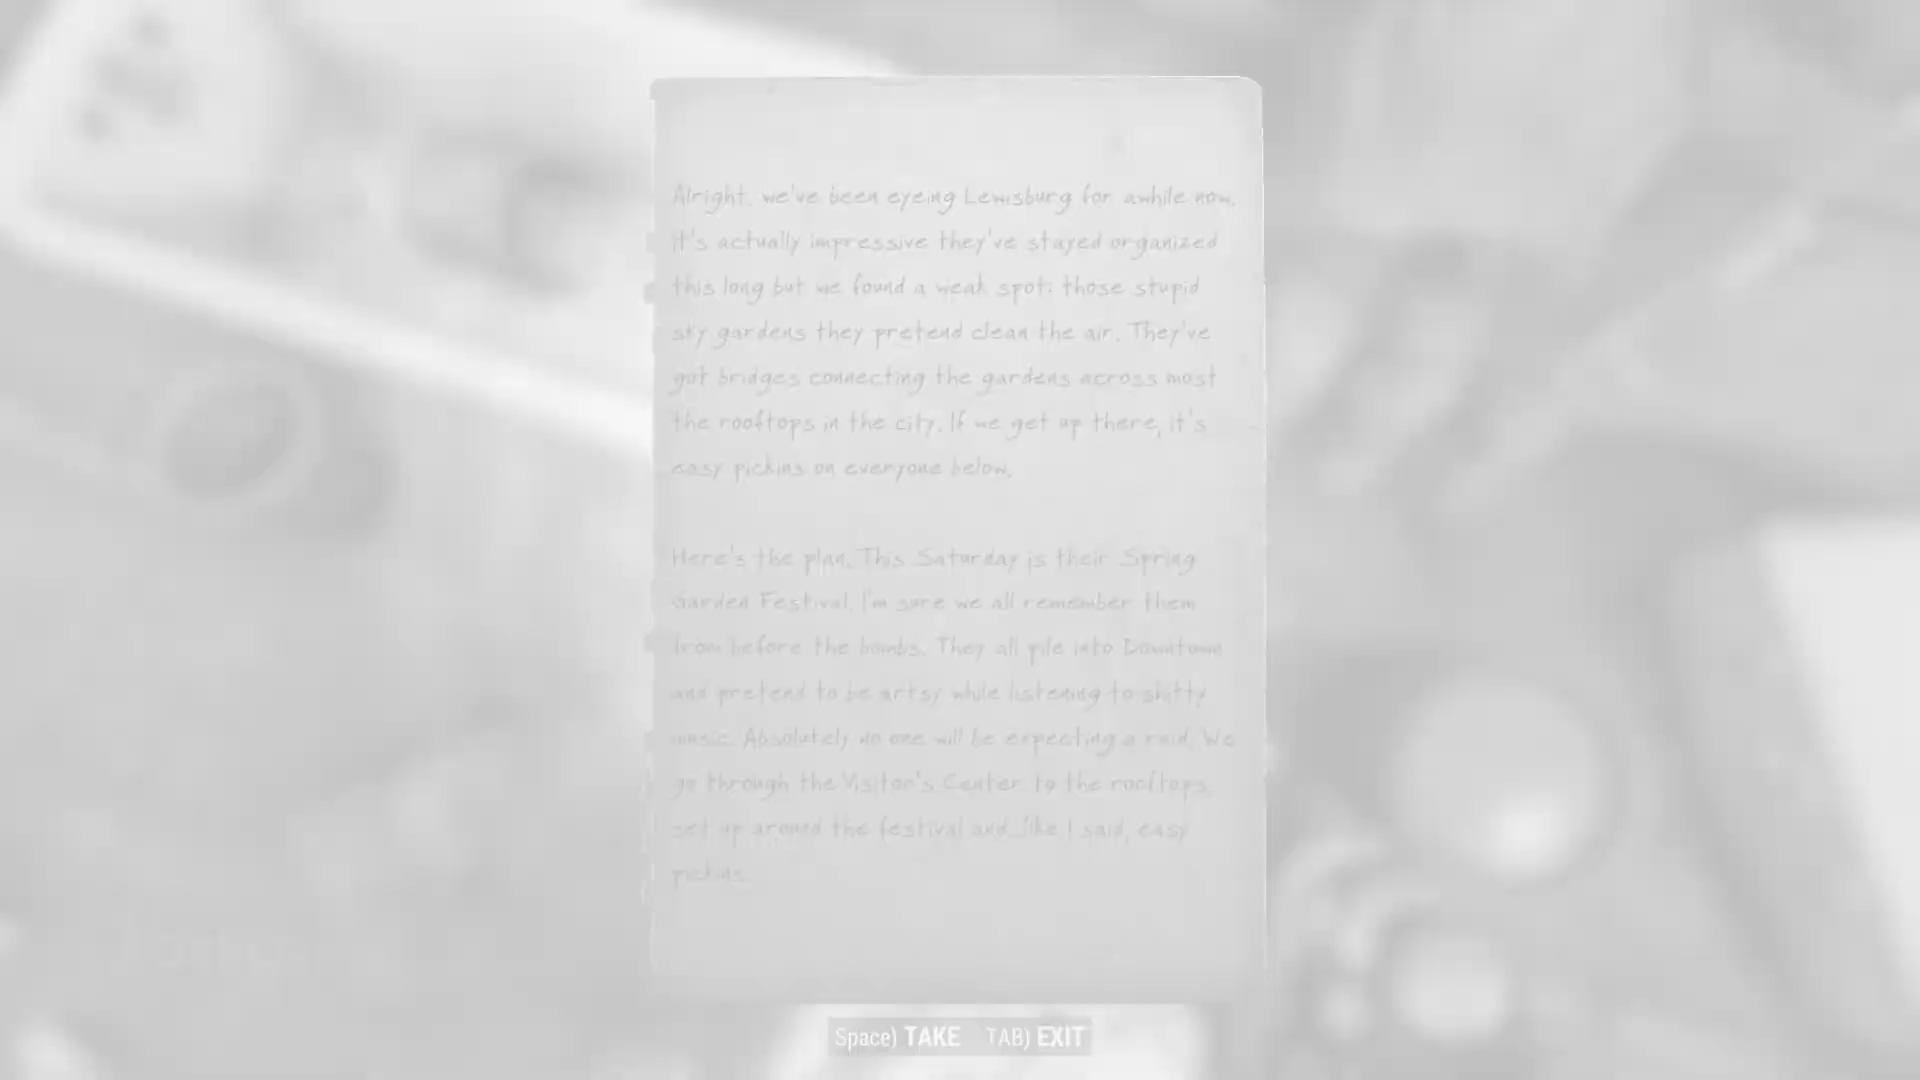 Alright, we've been eyeing Lewisburg for awhile now.
it's actually impressive they've stayed organized
this long but we found a weak spot: those stupid
sky gardens they pretend clean the air. They've
got bridges connecting the gardens across most
the rooftops in the city. If we get up there, it's
easy pickins on everyone below.
Here's the plan. This Saturday is their Spring
Garden Festival. I'm sure we all remember them
from before the bombs. They all pile into Downtown
and pretend to be artsy while listening to shitty
music. Absolutely no one will be expecting a raid. We
go through the Visitor's Center to the rooftops,
set up around the festival and...like I said, easy
pickins.
Space) TAKE TAB) EXIT